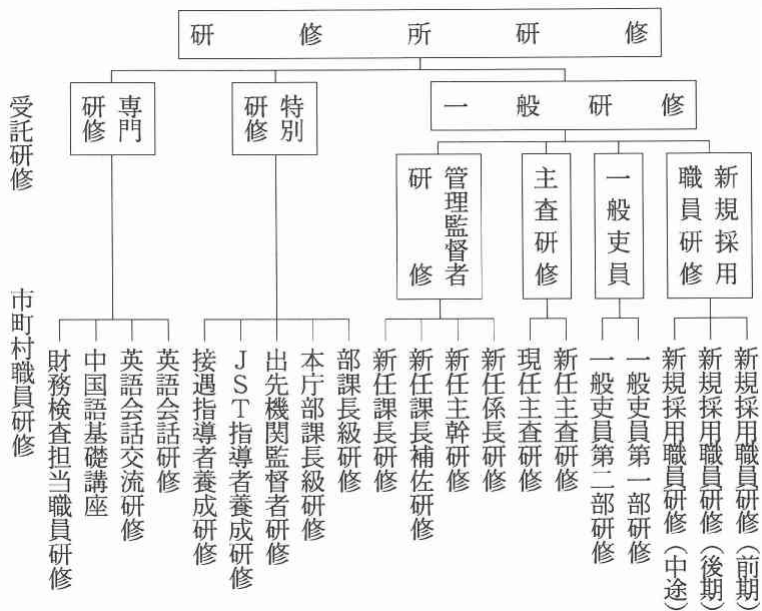 研修所研修
一般研修
特別研修
専門研修
受託研修
新規採用職員研修
一般吏員
主査研修
管理監督者研修
新規採用職員研修（前期）
新規採用職員研修（後期）
新規採用職員研修（中途）
一般吏員第一部研修
一般吏員第二部研修
新任主査研修
現任主査研修
新任係長研修
新任主幹研修
新任課長補佐研修
新任課長研修
部課長級研修
本庁部課長級研修
出先機関監督者研修
ＪＳＴ指導者養成研修
接遇指導者養成研修
英語会話研修
英語会話交流研修
中国語基礎講座
財務検査担当職員研修
市町村職員研修